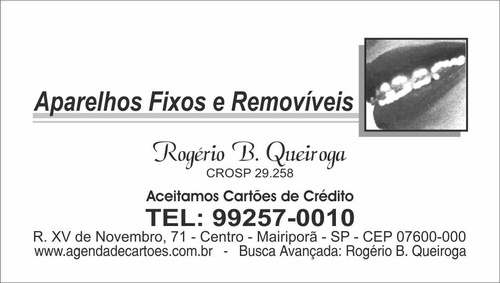 Aparelhos Fixos e Removíveis
Rogério B. Queiroga
CROSP 29.258
Aceitamos Cartões de Crédito
TEL: 99257-0010
R. XV de Novembro, 71 - Centro - Mairiporã - SP - CEP 07600-000
www.agendadecartoes.com.br - Busca Avançada: Rogério B. Queiroga